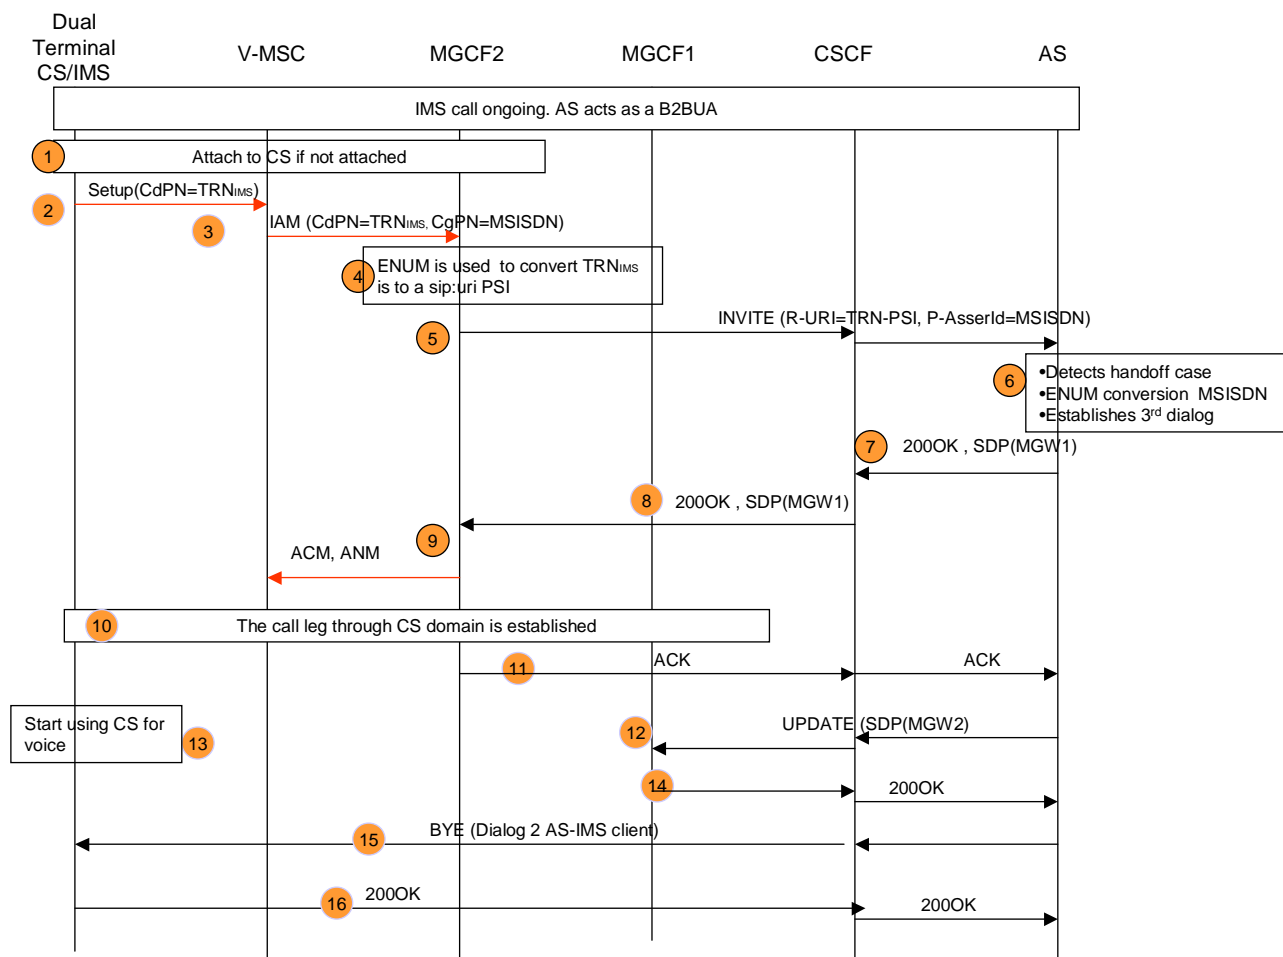 Dual
Terminal
CS/IMS
V-MSC
MGCF2
MGCF1
CSCF
AS
IMS call ongoing. AS acts as a B2BUA
1
Attach to CS if not attached
2
Setup(CdPN=TRNIMS)
3
IAM (CdPN=TRNIMS, CgPN=MSISDN)
4
ENUM is used to convert TRNIMS
is to a sip:uri PSI
5
INVITE (R-URI=TRN-PSI, P-AsserId=MSISDN)
6
•Detects handoff case
•ENUM conversion MSISDN
•Establishes 3rd dialog
7
200OK , SDP(MGW1)
8
200OK , SDP(MGW1)
9
ACM, ANM
10
The call leg through CS domain is established
11
ACK
ACK
Start using CS for
voice
13
12
UPDATE (SDP(MGW2)
14
200OK
15
BYE (Dialog 2 AS-IMS client)
16
200OK
200OK